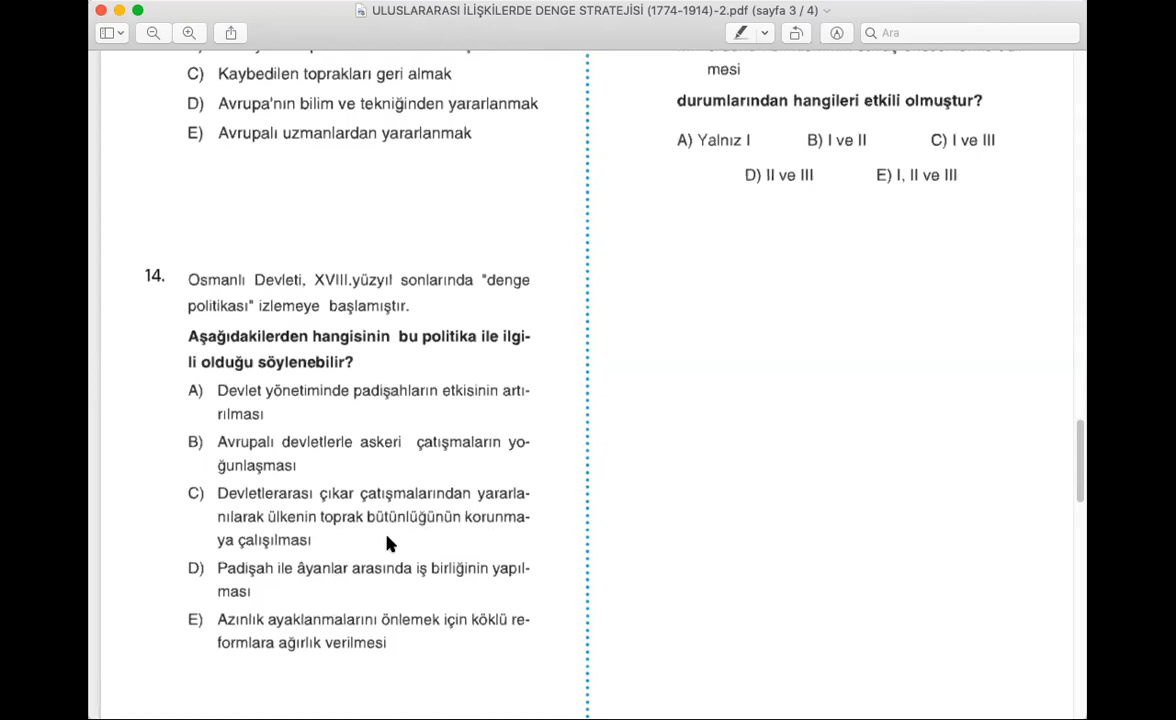 ULUSLARARASI İLİŞKİLERDE DENGE STRATEJİSİ (1774-1914)-2.pdf (sayfa 3 / 4)
Ara
C) Kaybedilen toprakları geri almak
D) Avrupa'nın bilim ve tekniğinden yararlanmak
E) Avrupalı uzmanlardan yararlanmak
14. Osmanlı Devleti, XVIII.yüzyıl sonlarında "denge
politikası" izlemeye başlamıştır.
Aşağıdakilerden hangisinin bu politika ile ilgi-
li olduğu söylenebilir?
A) Devlet yönetiminde padişahların etkisinin artı-
rılması
B) Avrupalı devletlerle askeri çatışmaların yo-
ğunlaşması
C) Devletlerarası çıkar çatışmalarından yararla-
nılarak ülkenin toprak bütünlüğünün korunma-
ya çalışılması
D) Padişah ile âyanlar arasında iş birliğinin yapıl-
ması
E) Azınlık ayaklanmalarını önlemek için köklü re-
formlara ağırlık verilmesi
mesi
durumlarından hangileri etkili olmuştur?
A) Yalnız I B) I ve II C) I ve III
D) II ve III E) I, II ve III